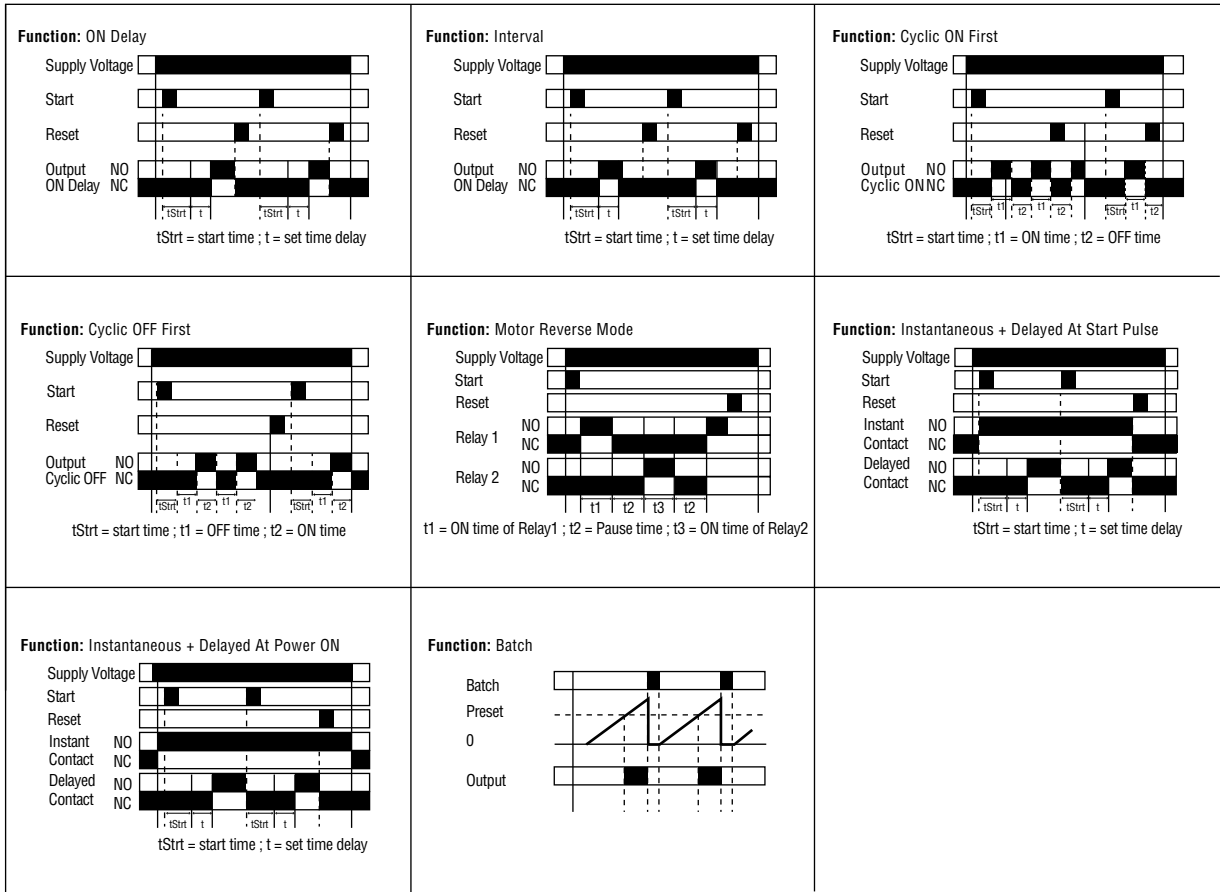 Function: ON Delay
Supply Voltage
Start
Reset
Output NO
ON Delay NC
tStrt t tStrt t
tStrt = start time ; t = set time delay
Function: Interval
Supply Voltage
Start
Reset
Output NO
ON Delay NC
tStrt t tStrt t
tStrt = start time ; t = set time delay
Function: Cyclic ON First
Supply Voltage
Start
Reset
Output NO
Cyclic ON NC
tStrt t1 t2 t1 t2 tStrt t1 t2
tStrt = start time ; t1 = ON time ; t2 = OFF time
Function: Cyclic OFF First
Supply Voltage
Start
Reset
Output NO
Cyclic OFF NC
tStrt t1 t2 t1 t2 tStrt t1 t2
tStrt = start time ; t1 = OFF time ; t2 = ON time
Function: Motor Reverse Mode
Supply Voltage
Start
Reset
Relay 1 NO
NC
Relay 2 NO
NC
t1 t2 t3 t2
t1 = ON time of Relay1 ; t2 = Pause time ; t3 = ON time of Relay2
Function: Instantaneous + Delayed At Start Pulse
Supply Voltage
Start
Reset
Instant NO
Contact NC
Delayed NO
Contact NC
tStrt t tStrt t
tStrt = start time ; t = set time delay
Function: Instantaneous + Delayed At Power ON
Supply Voltage
Start
Reset
Instant NO
Contact NC
Delayed NO
Contact NC
tStrt t tStrt t
tStrt = start time ; t = set time delay
Function: Batch
Batch
Preset
0
Output